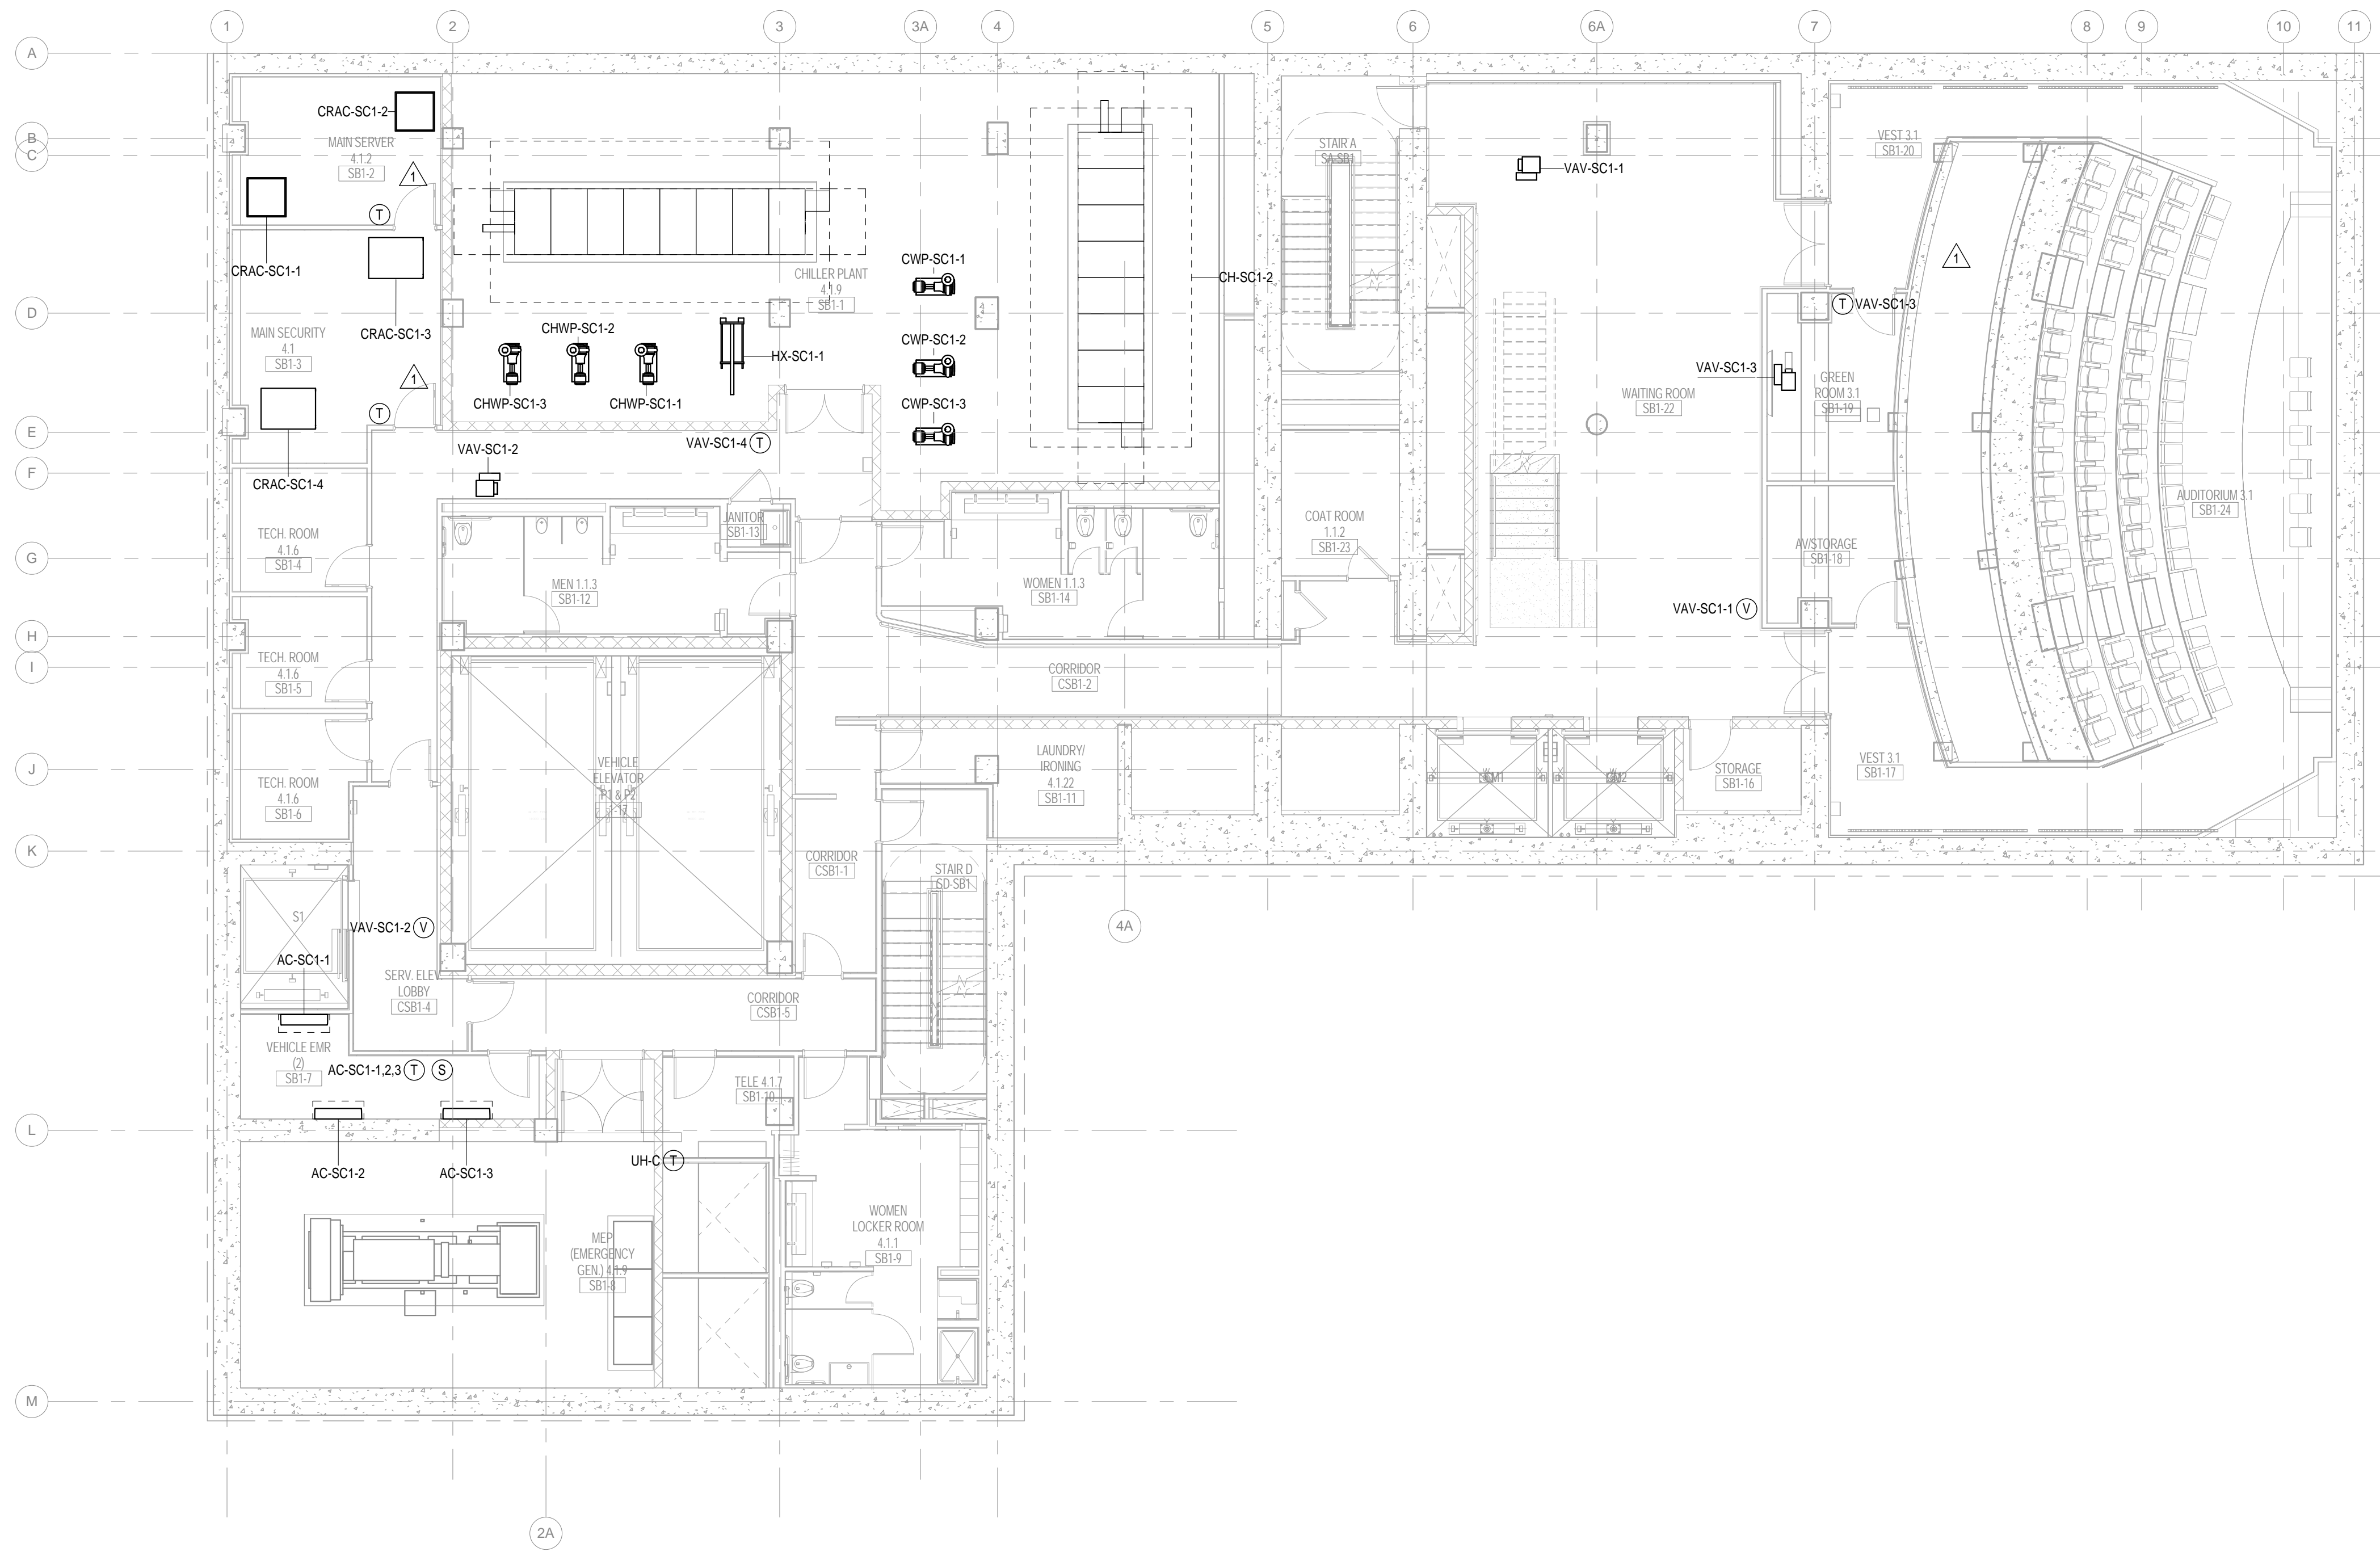 1
2
3
3A
4
5
6
6A
7
8
9
10
11
A
B
C
D
E
F
G
H
I
J
K
L
M
2A
4A
CRAC-SC1-2
MAIN SERVER
4.1.2
SB1-2
1
T
CRAC-SC1-1
CRAC-SC1-3
MAIN SECURITY
4.1
SB1-3
1
T
CRAC-SC1-4
CHILLER PLANT
4.1.9
SB1-1
CHWP-SC1-2
CHWP-SC1-3
CHWP-SC1-1
HX-SC1-1
CWP-SC1-1
CWP-SC1-2
CWP-SC1-3
CH-SC1-2
VAV-SC1-4 T
VAV-SC1-2
STAIR A
SA-SB1
VAV-SC1-1
VEST 3.1
SB1-20
1
T VAV-SC1-3
VAV-SC1-3
GREEN
ROOM 3.1
SB1-19
WAITING ROOM
SB1-22
AUDITORIUM 3.1
SB1-24
AV/STORAGE
SB1-18
VAV-SC1-1 V
COAT ROOM
1.1.2
SB1-23
JANITOR
SB1-13
MEN 1.1.3
SB1-12
WOMEN 1.1.3
SB1-14
TECH. ROOM
4.1.6
SB1-4
TECH. ROOM
4.1.6
SB1-5
TECH. ROOM
4.1.6
SB1-6
CORRIDOR
CSB1-2
VEHICLE
ELEVATOR
P1 & P2
LAUNDRY/
IRONING
4.1.22
SB1-11
STORAGE
SB1-16
VEST 3.1
SB1-17
CORRIDOR
CSB1-1
STAIR D
SD-SB1
S1
VAV-SC1-2 V
AC-SC1-1
SERV. ELEV
LOBBY
CSB1-4
CORRIDOR
CSB1-5
VEHICLE EMR
(2)
SB1-7
AC-SC1-1,2,3 T S
TELE 4.1.7
SB1-10
AC-SC1-2
AC-SC1-3
UH-C T
WOMEN
LOCKER ROOM
4.1.1
SB1-9
MEP
(EMERGENCY
GEN.) 4.1.9
SB1-8